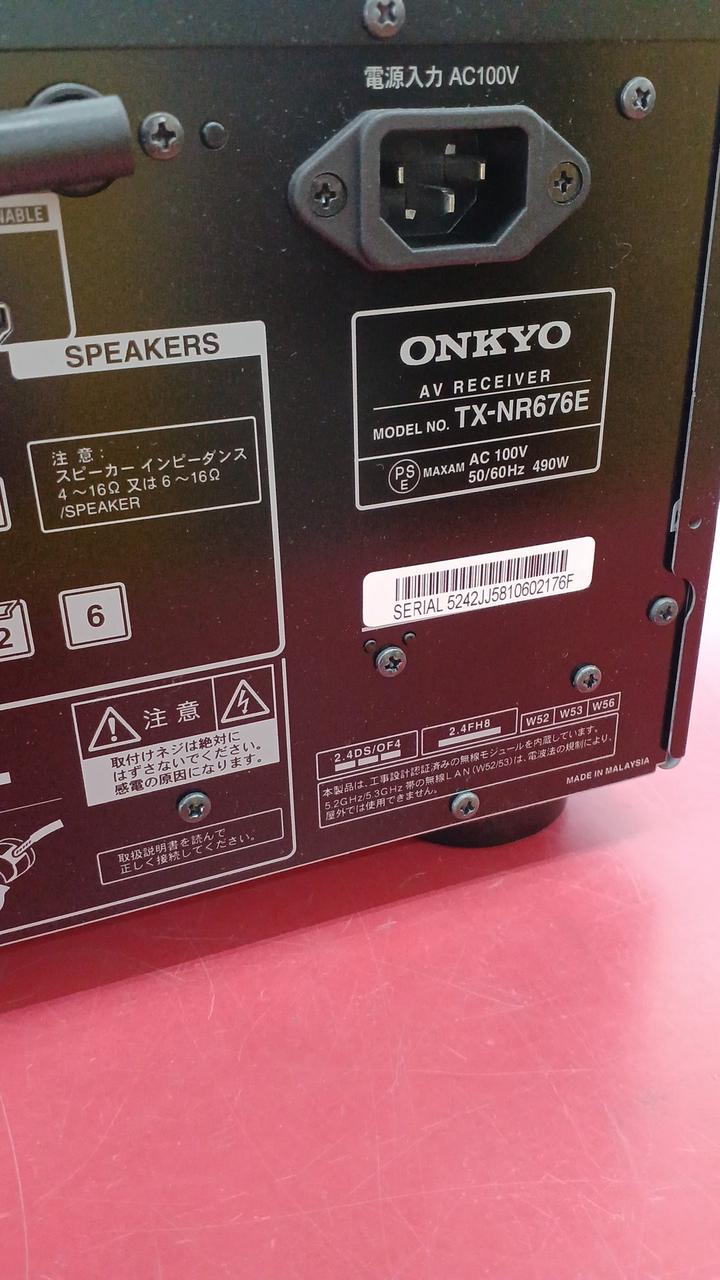 電源入力 AC100V
NABLE
SPEAKERS
注 意 :
スピーカー インピーダンス
4 ～16Ω 又は 6 ～16Ω
/SPEAKER
2
6
ONKYO
AV RECEIVER
MODEL NO. TX-NR676E
PS
E
MAXAM
AC 100V
50/60Hz 490W
SERIAL 5242JJ5810602176F
注 意
取付けネジは絶対に
はずさないでください。
感電の原因になります。
取扱説明書を読んで
正しく接続してください。
2.4DS/OF4
2.4FH8
W52 W53 W56
本製品は、工事設計認証済みの無線モジュールを内蔵しています。
5.2GHz/5.3GHz 帯の無線LAN(W52/53)は、電波法の規制により、
屋外では使用できません。
MADE IN MALAYSIA